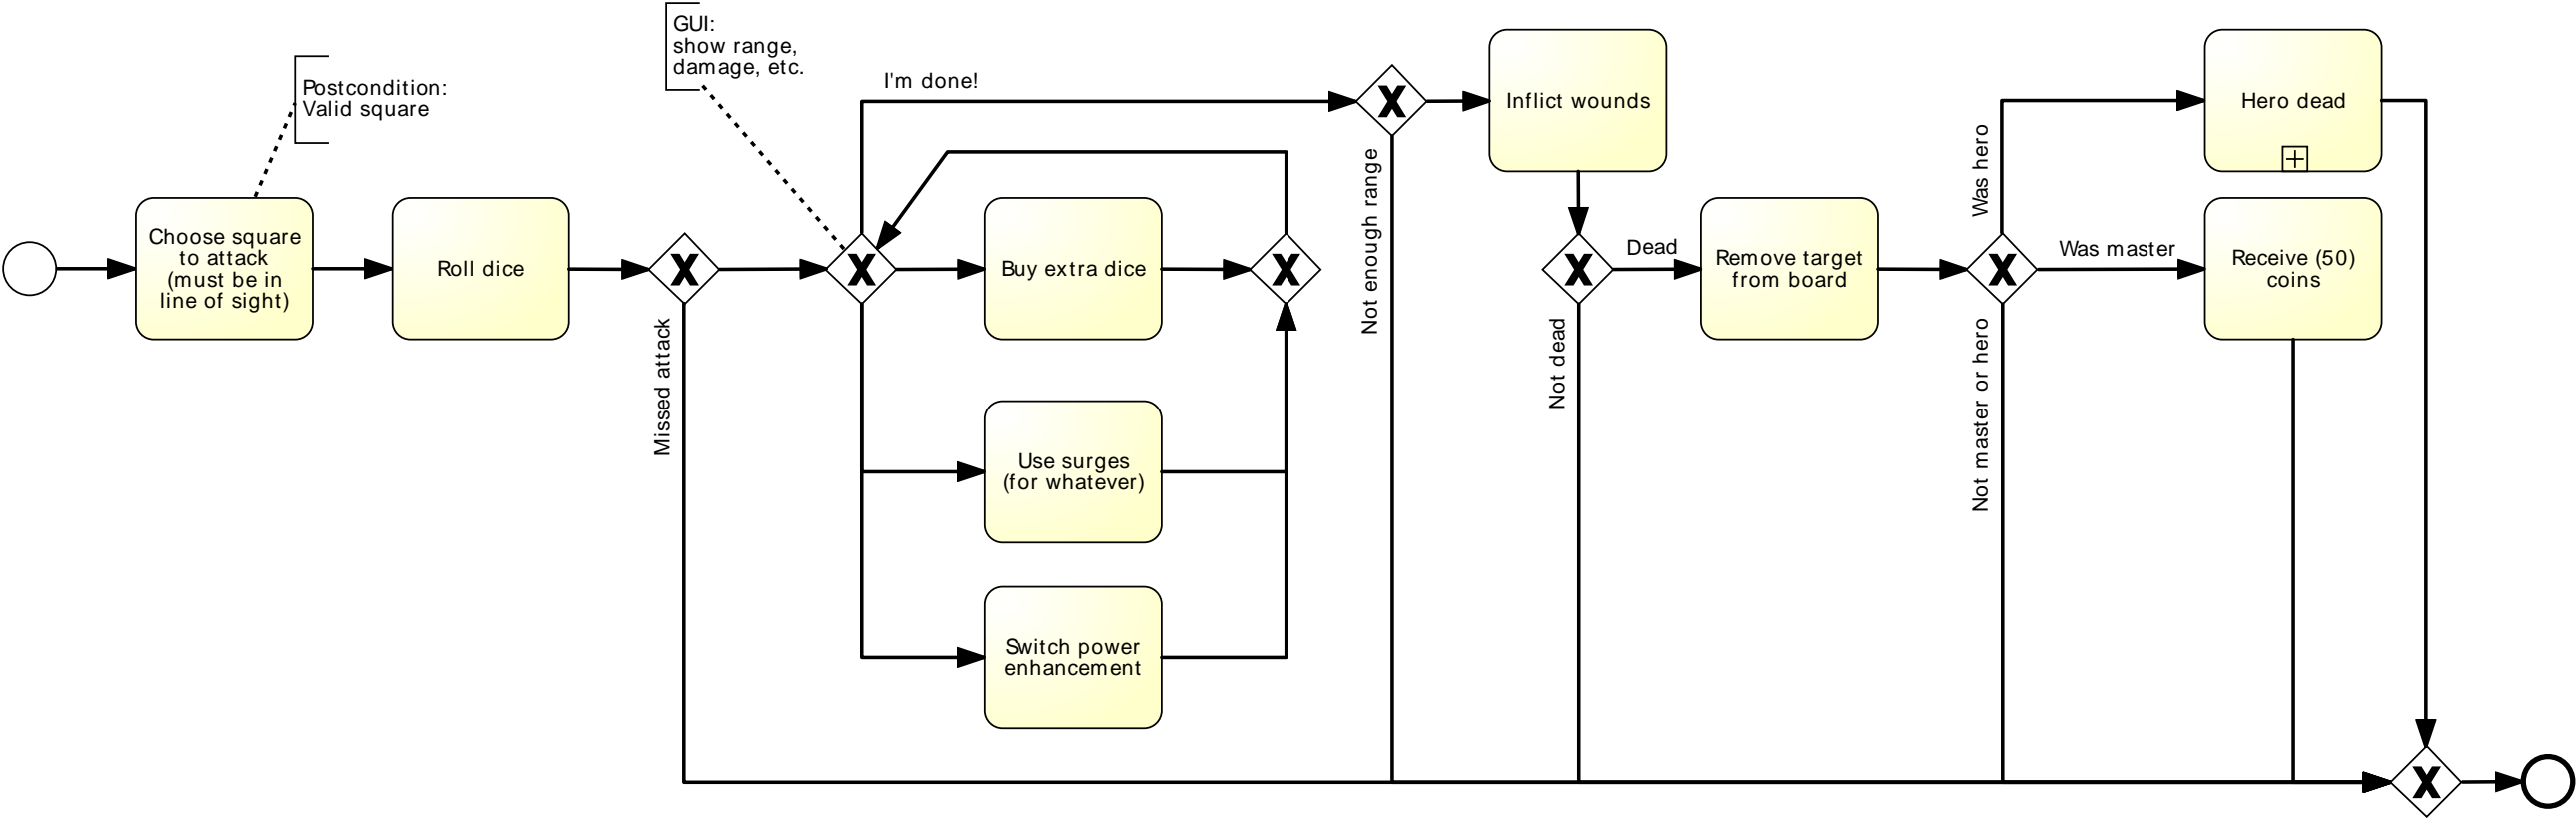 GUI:
show range,
damage, etc.
Postcondition:
Valid square
I'm done!
Inflict wounds
Hero dead
Choose square
to attack
(must be in
line of sight)
Roll dice
Missed attack
Buy extra dice
Use surges
(for whatever)
Switch power
enhancement
Not enough range
Dead
Not dead
Remove target
from board
Was hero
Was master
Not master or hero
Receive (50)
coins